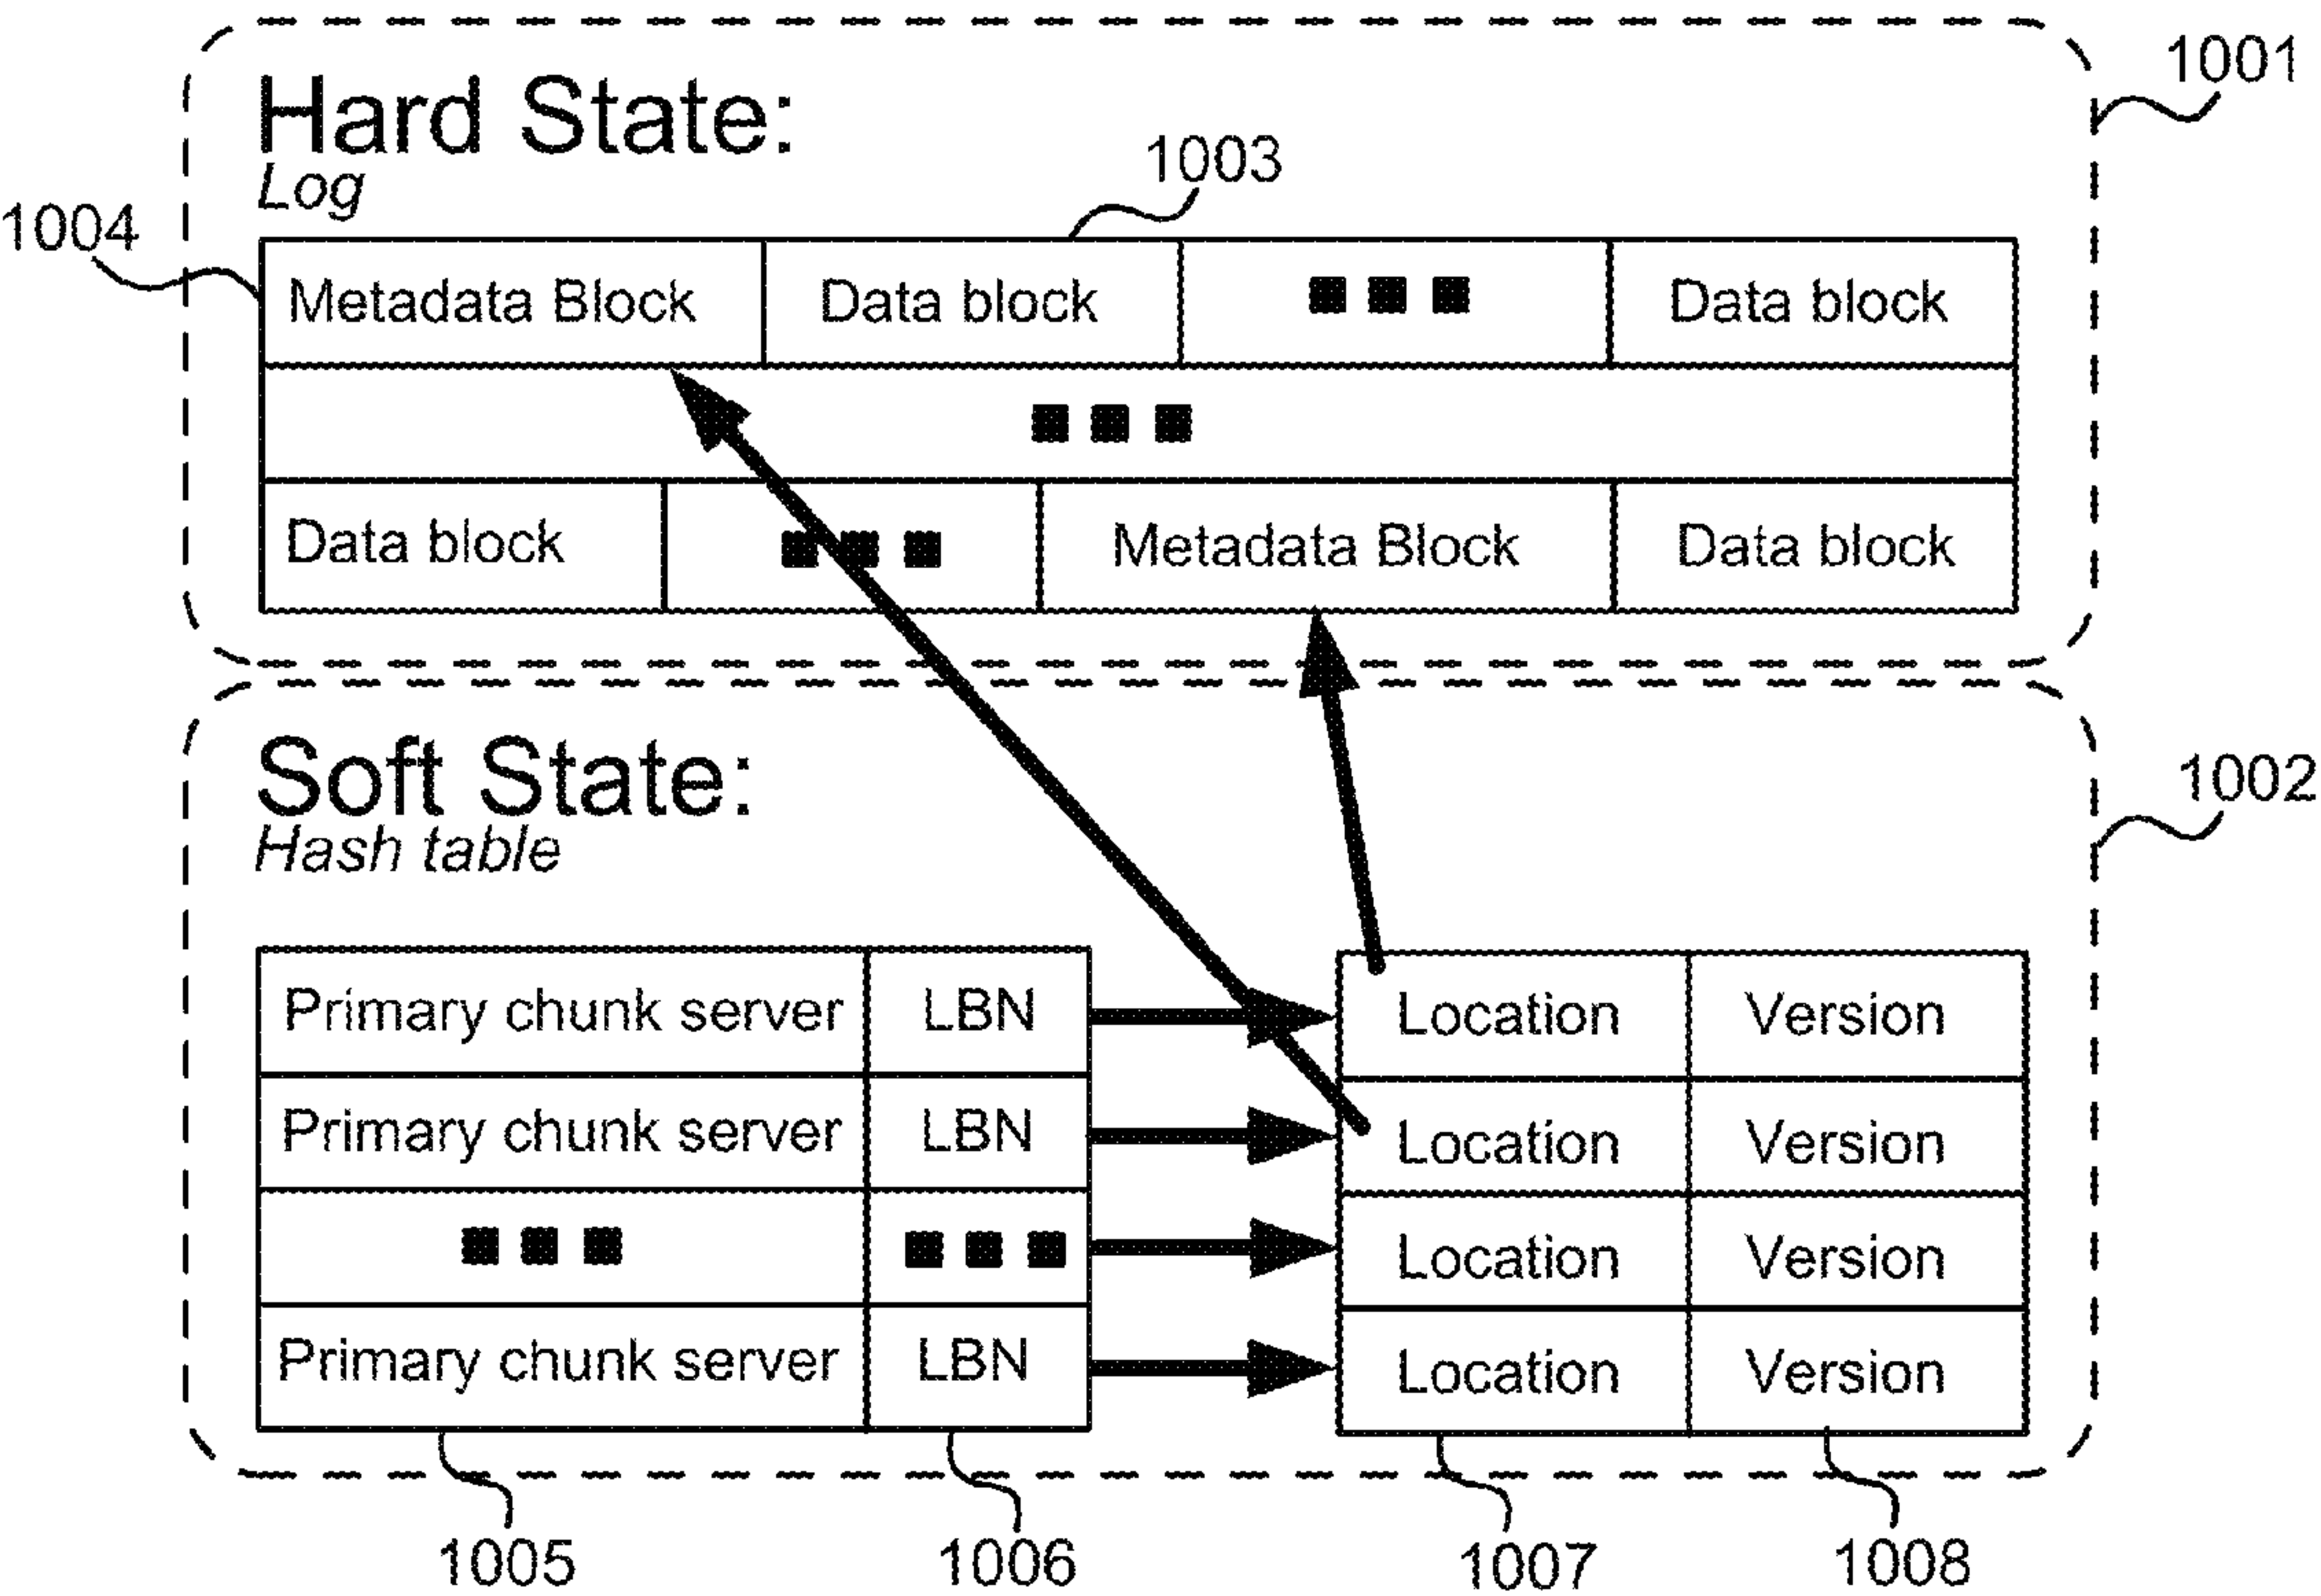 1001
Hard State:
1003
Log
1004
Metadata Block Data block Data block
Data block Metadata Block Data block
Soft State:
1002
Hash table
Primary chunk server LBN Location Version
Primary chunk server LBN Location Version
Location Version
Primary chunk server LBN Location Version
1005 1006 1007 1008